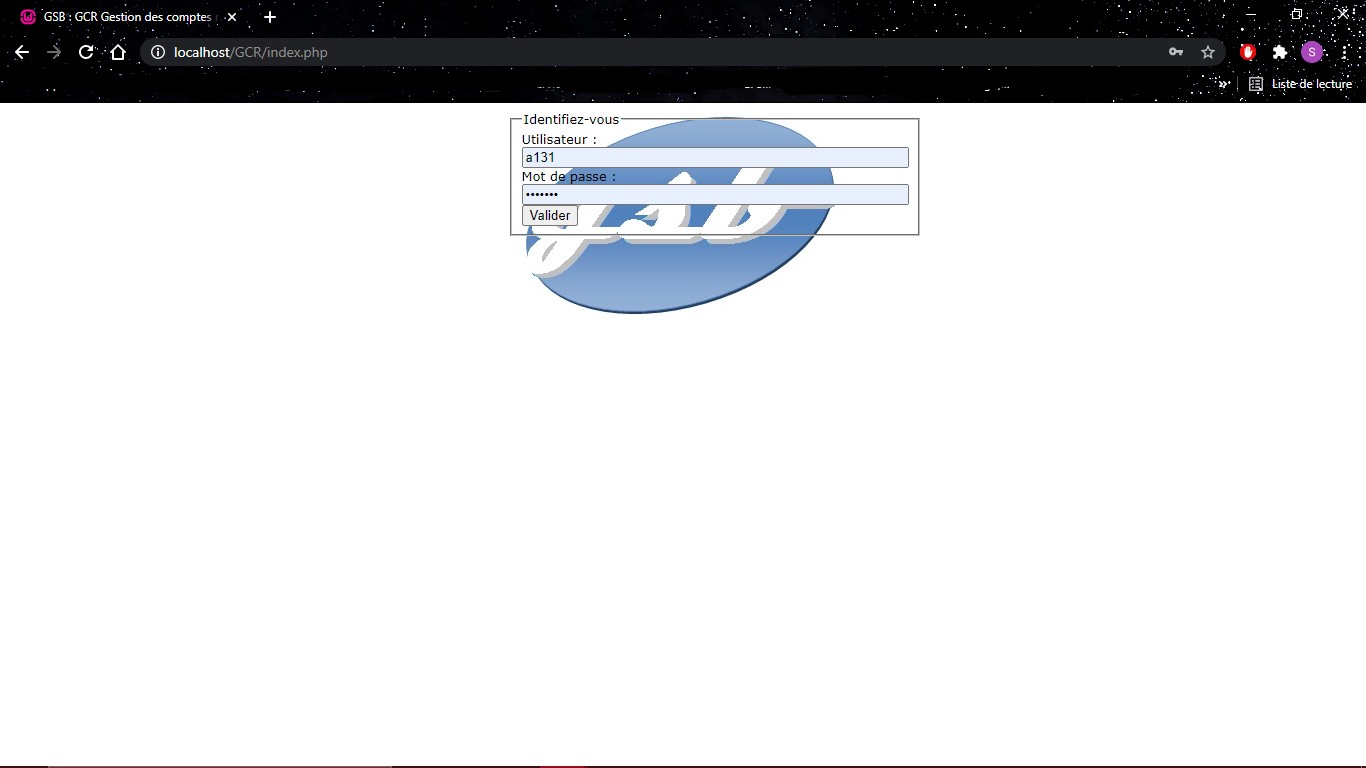 GSB : GCR Gestion des comptes
localhost/GCR/index.php
S
Liste de lecture
Identifiez-vous
Utilisateur :
a131
Mot de passe :
•••••••
Valider
gsb